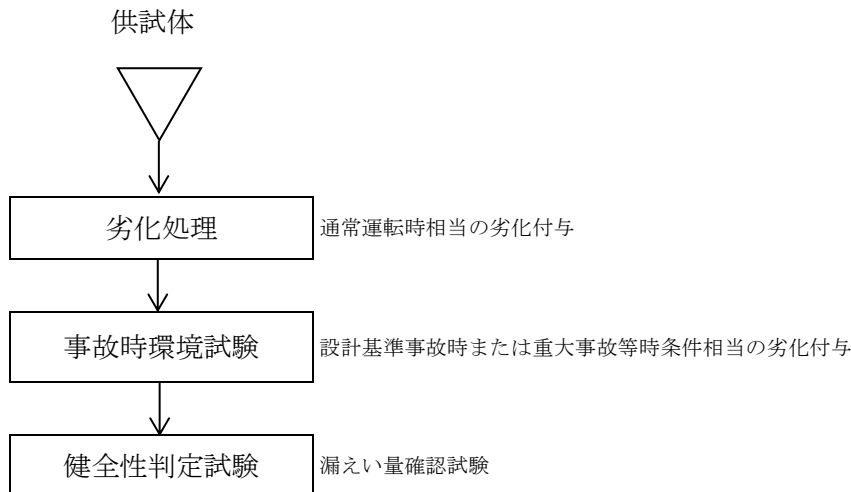 供試体
劣化処理
通常運転時相当の劣化付与
事故時環境試験
設計基準事故時または重大事故等時条件相当の劣化付与
健全性判定試験
漏えい量確認試験